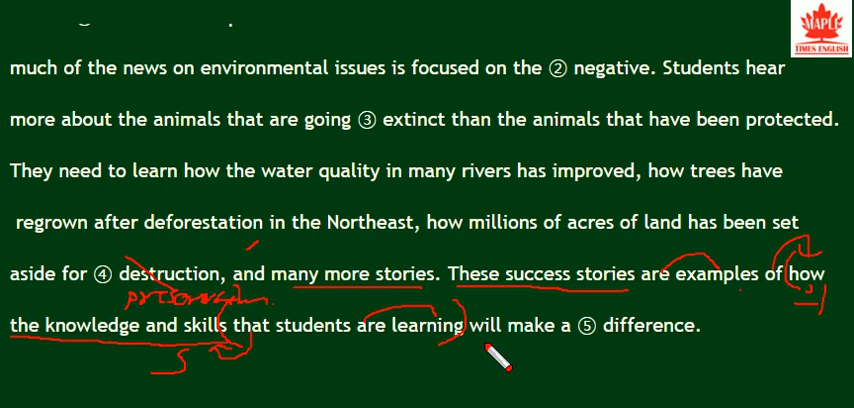 MAPLE
TIMES ENGLISH
much of the news on environmental issues is focused on the ② negative. Students hear
more about the animals that are going ③ extinct than the animals that have been protected.
They need to learn how the water quality in many rivers has improved, how trees have
regrown after deforestation in the Northeast, how millions of acres of land has been set
aside for ④ destruction, and many more stories. These success stories are examples of how
the knowledge and skills that students are learning will make a ⑤ difference.
S